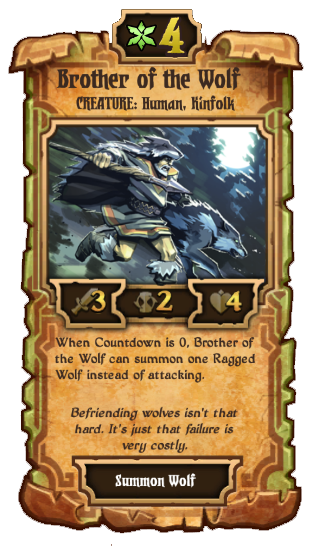 4
Brother of the Wolf
CREATURE: Human, Kinfolk
3 2 4
When Countdown is 0, Brother of
the Wolf can summon one Ragged
Wolf instead of attacking.
Befriending wolves isn't that
hard. It's just that failure is
very costly.
Summon Wolf